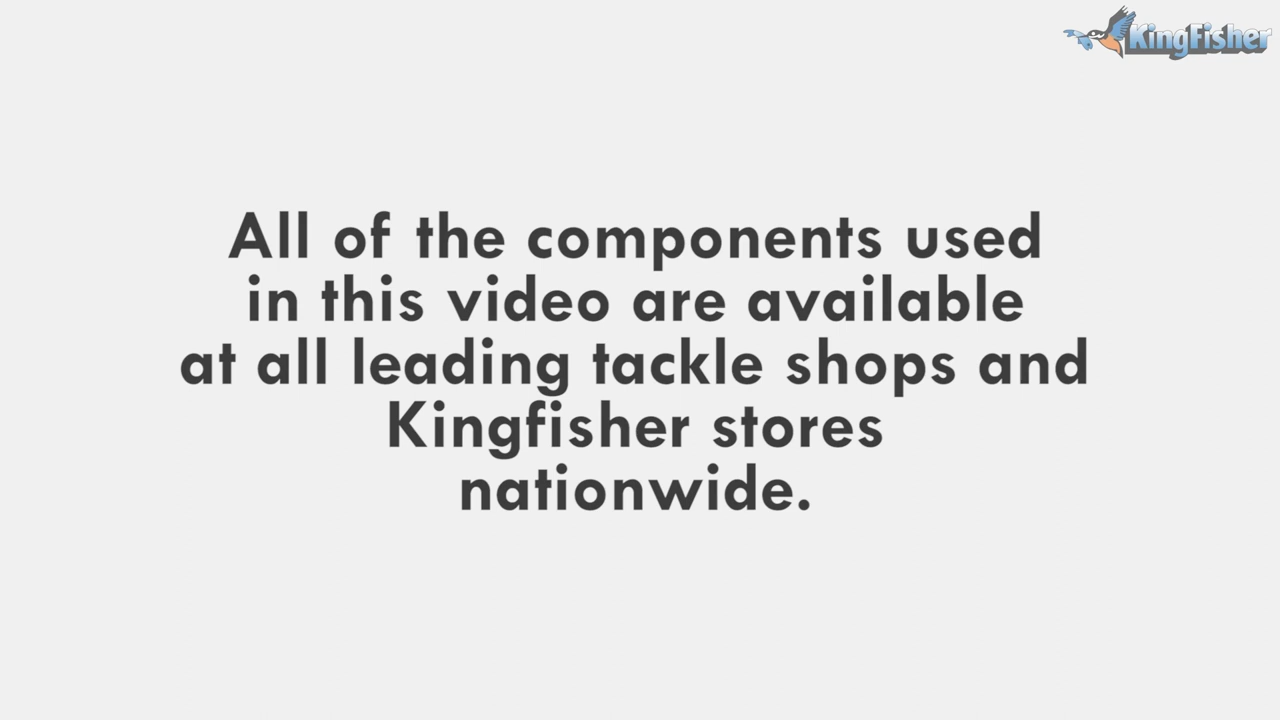 KingFisher
All of the components used
in this video are available
at all leading tackle shops and
Kingfisher stores
nationwide.